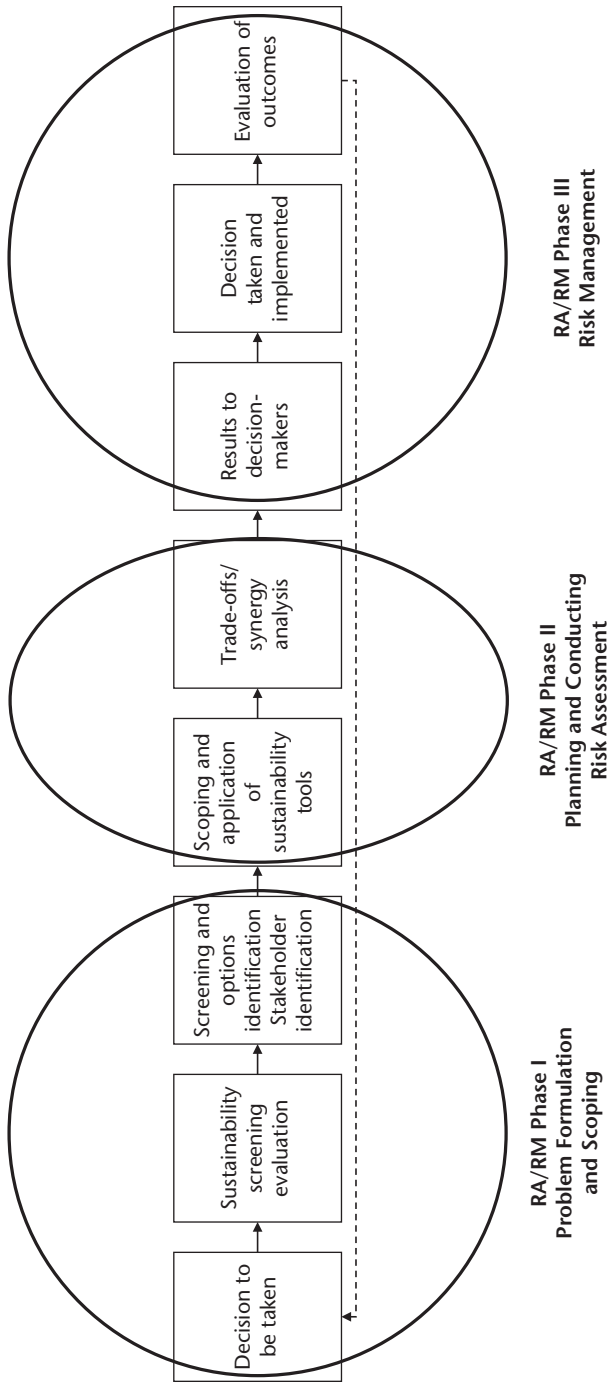 Decision to
be taken
Sustainability
screening
evaluation
Screening and
options
identification
Stakeholder
identification
Scoping and
application
of
sustainability
tools
Trade-offs/
synergy
analysis
Results to
decision-
makers
Decision
taken and
implemented
Evaluation of
outcomes
RA/RM Phase I
Problem Formulation
and Scoping
RA/RM Phase II
Planning and Conducting
Risk Assessment
RA/RM Phase III
Risk Management